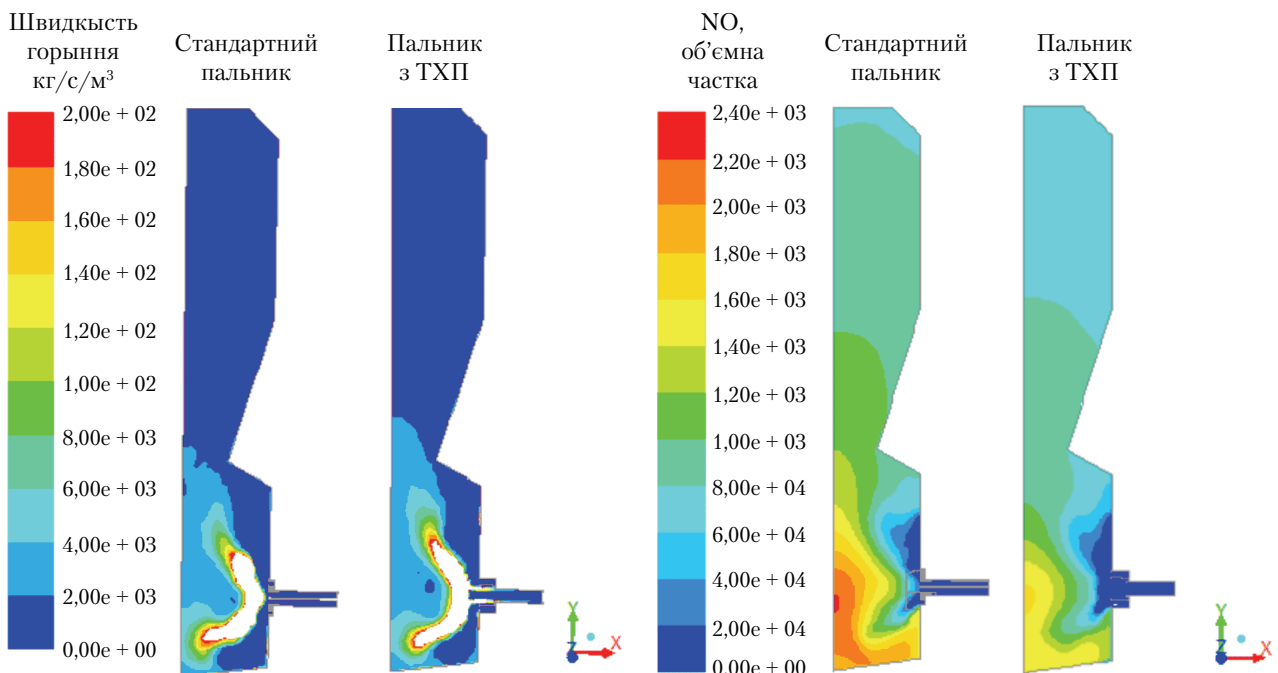 Швидкысть
горыння
кг/с/м³
Стандартний
пальник
Пальник
з ТХП
2,00e + 02
1,80e + 02
1,60e + 02
1,40e + 02
1,20e + 02
1,00e + 02
8,00e + 03
6,00e + 03
4,00e + 03
2,00e + 03
0,00e + 00
Y
Z
X
NO,
об’ємна
частка
Стандартний
пальник
Пальник
з ТХП
2,40e + 03
2,20e + 03
2,00e + 03
1,80e + 03
1,60e + 03
1,40e + 03
1,20e + 03
1,00e + 03
8,00e + 04
6,00e + 04
4,00e + 04
2,00e + 04
0,00e + 00
Y
Z
X